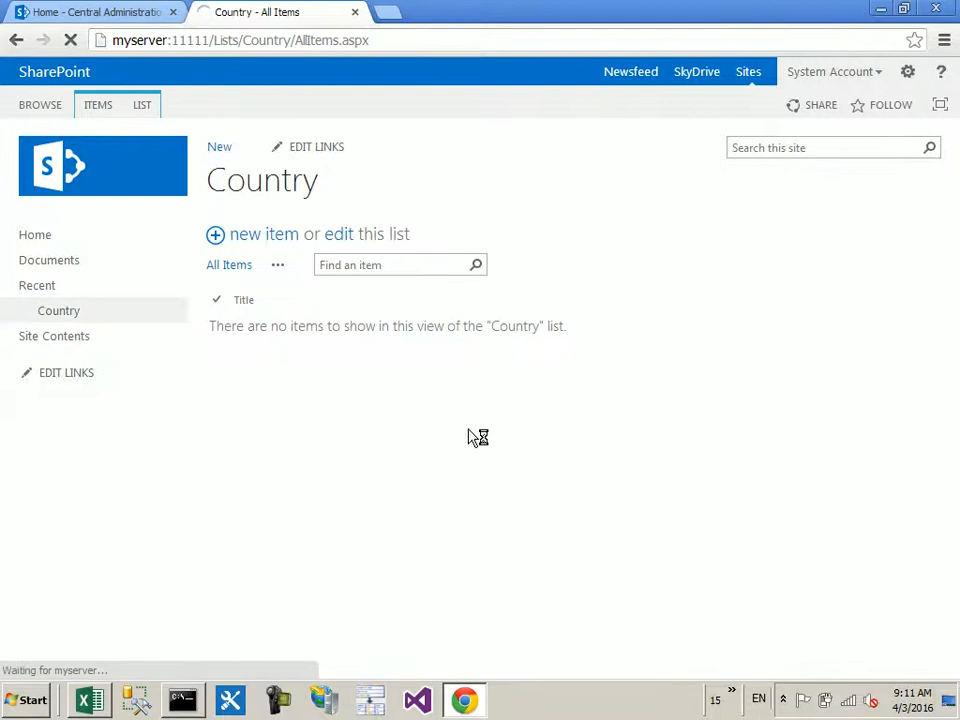 Home - Central Administratio
Country - All Items
myserver:11111/Lists/Country/AllItems.aspx
SharePoint
Newsfeed SkyDrive Sites System Account ?
BROWSE ITEMS LIST SHARE FOLLOW
S
New EDIT LINKS
Search this site
Country
Home
Documents
Recent
Country
Site Contents
EDIT LINKS
new item or edit this list
All Items ••• Find an item
Title
There are no items to show in this view of the "Country" list.
Waiting for myserver...
Start
15 » EN
9:11 AM
4/3/2016